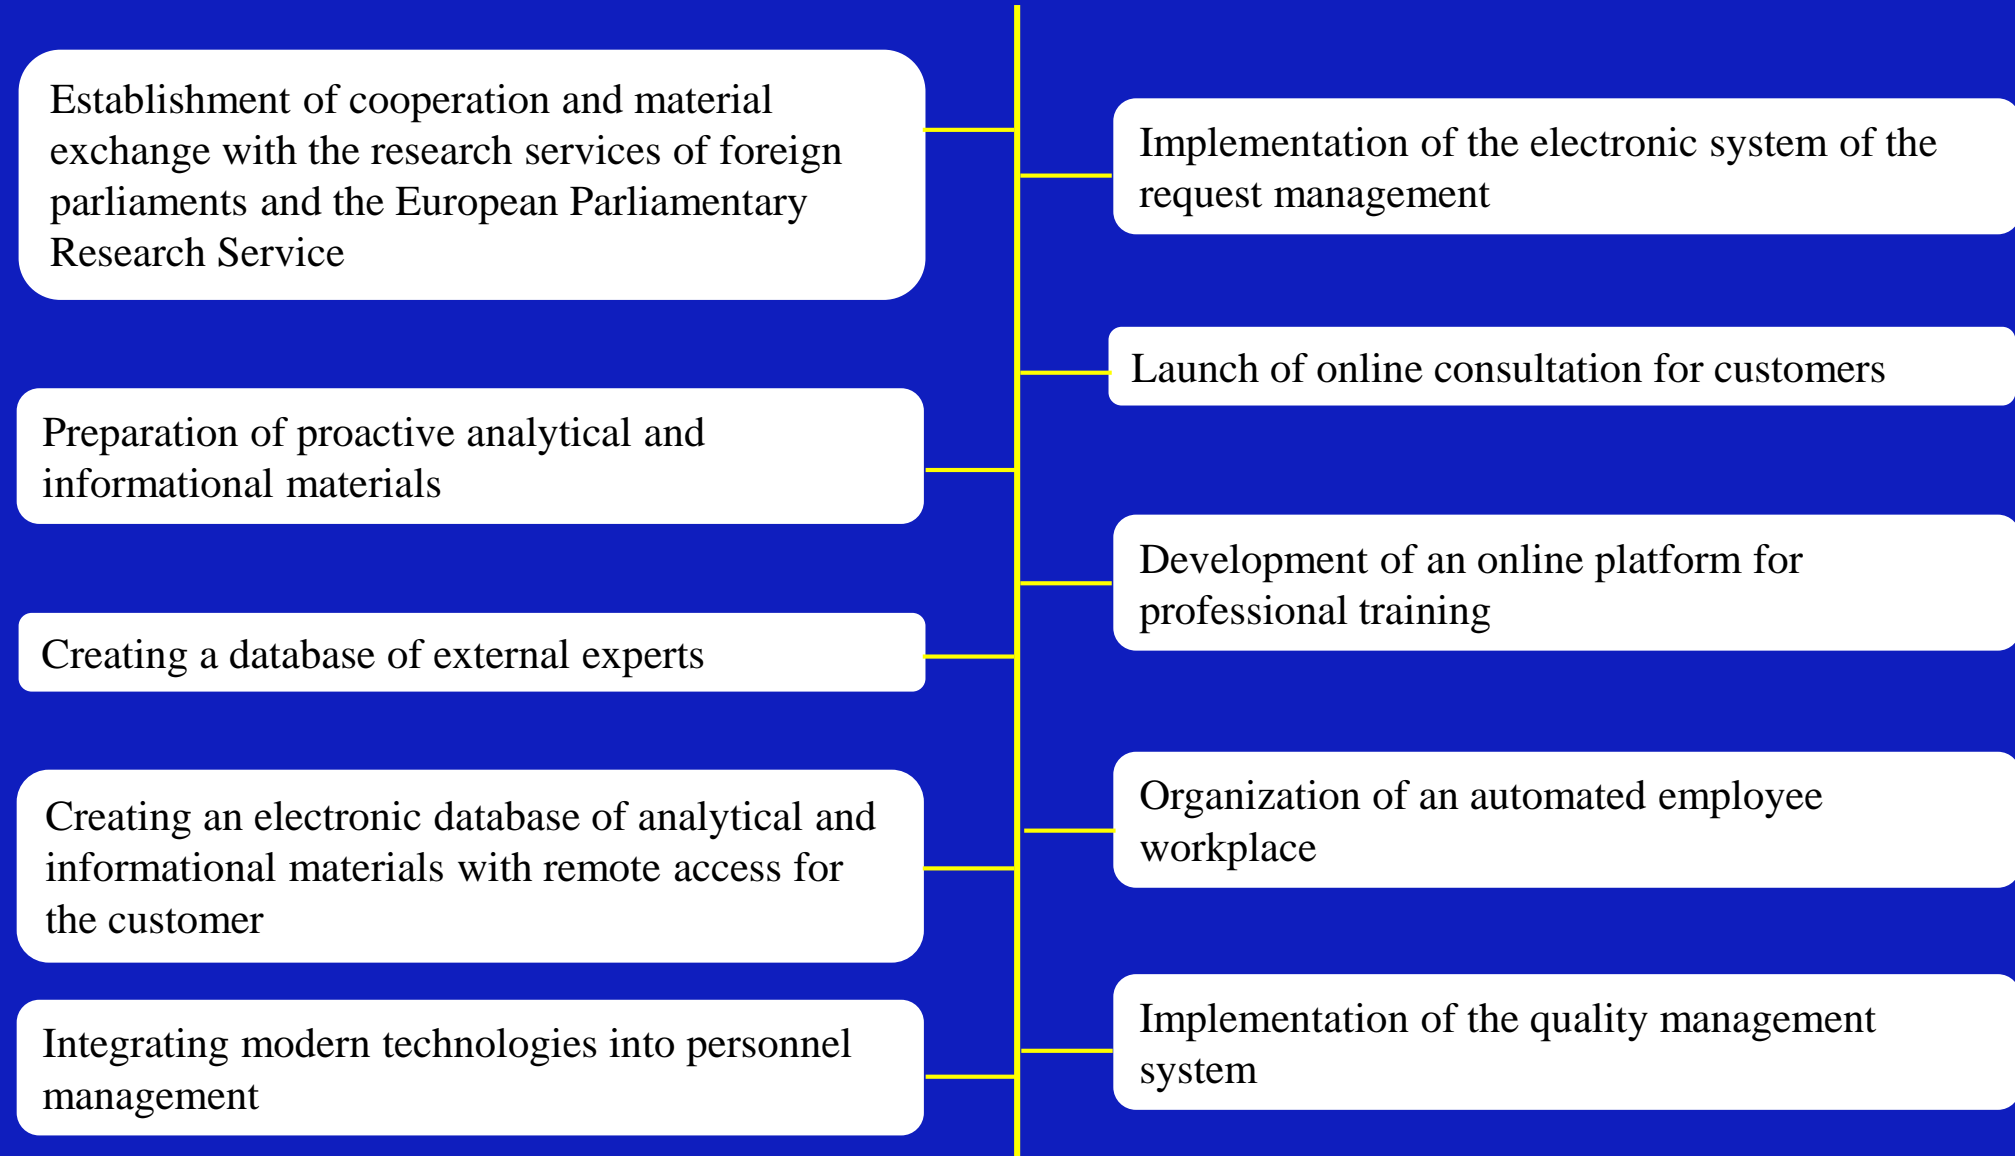 Establishment of cooperation and material
exchange with the research services of foreign
parliaments and the European Parliamentary
Research Service
Preparation of proactive analytical and
informational materials
Creating a database of external experts
Creating an electronic database of analytical and
informational materials with remote access for
the customer
Integrating modern technologies into personnel
management
Implementation of the electronic system of the
request management
Launch of online consultation for customers
Development of an online platform for
professional training
Organization of an automated employee
workplace
Implementation of the quality management
system